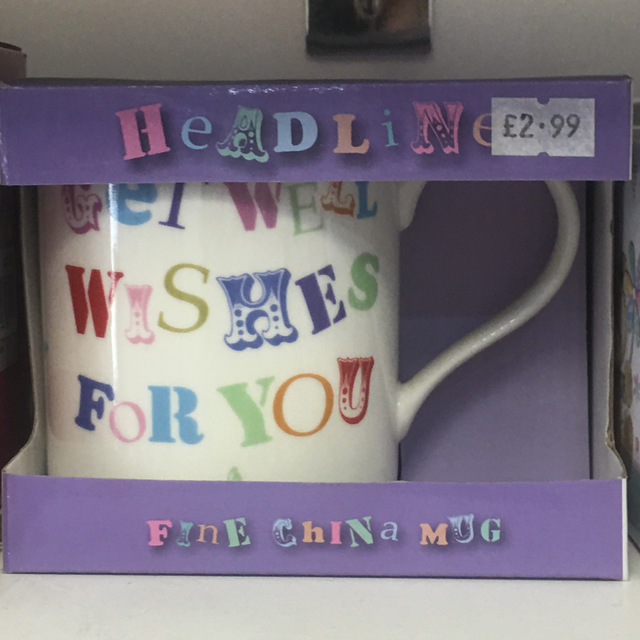 HeADLiNe
£2.99
GeT WELL
WiSHES
FOR YOU
FINE ChINa MUG